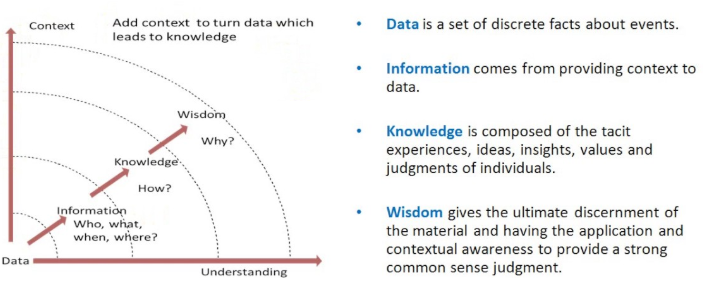 Context
Add context to turn data which
leads to knowledge
Wisdom
Why?
Knowledge
How?
Information
Who, what,
when, where?
Data
Understanding
• Data is a set of discrete facts about events.
• Information comes from providing context to
data.
• Knowledge is composed of the tacit
experiences, ideas, insights, values and
judgments of individuals.
• Wisdom gives the ultimate discernment of
the material and having the application and
contextual awareness to provide a strong
common sense judgment.